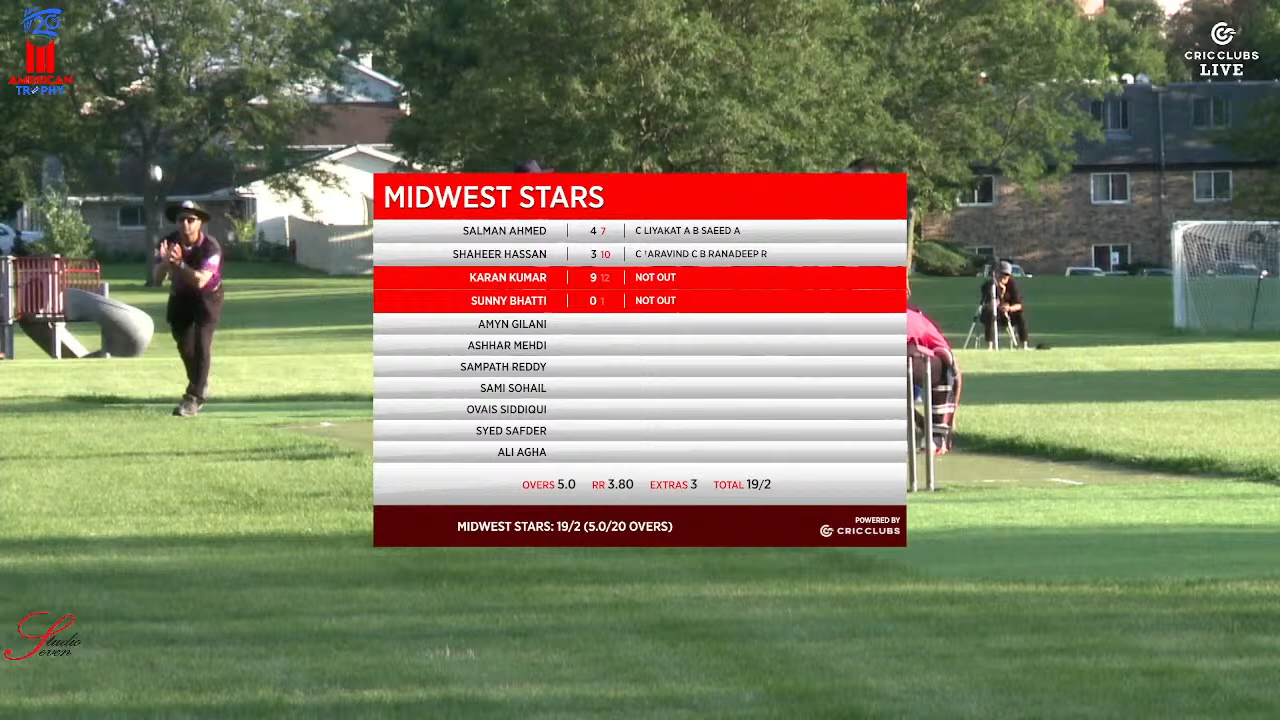 T20
AMERICAN
TROPHY
CRICCLUBS
LIVE
MIDWEST STARS
SALMAN AHMED 4 7 C LIYAKAT A B SAEED A
SHAHEER HASSAN 3 10 C ARAVIND C B RANADEEP R
KARAN KUMAR 9 12 NOT OUT
SUNNY BHATTI 0 1 NOT OUT
AMYN GILANI
ASHHAR MEHDI
SAMPATH REDDY
SAMI SOHAIL
OVAIS SIDDIQUI
SYED SAFDER
ALI AGHA
OVERS 5.0 RR 3.80 EXTRAS 3 TOTAL 19/2
MIDWEST STARS: 19/2 (5.0/20 OVERS)
POWERED BY
CRICCLUBS
Studio
Seven